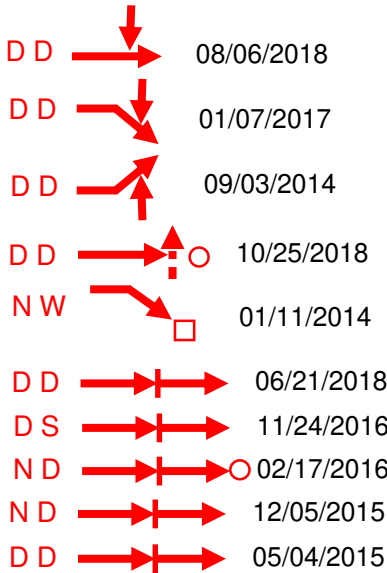 D D 08/06/2018
D D 01/07/2017
D D 09/03/2014
D D 10/25/2018
N W 01/11/2014
D D 06/21/2018
D S 11/24/2016
N D 02/17/2016
N D 12/05/2015
D D 05/04/2015